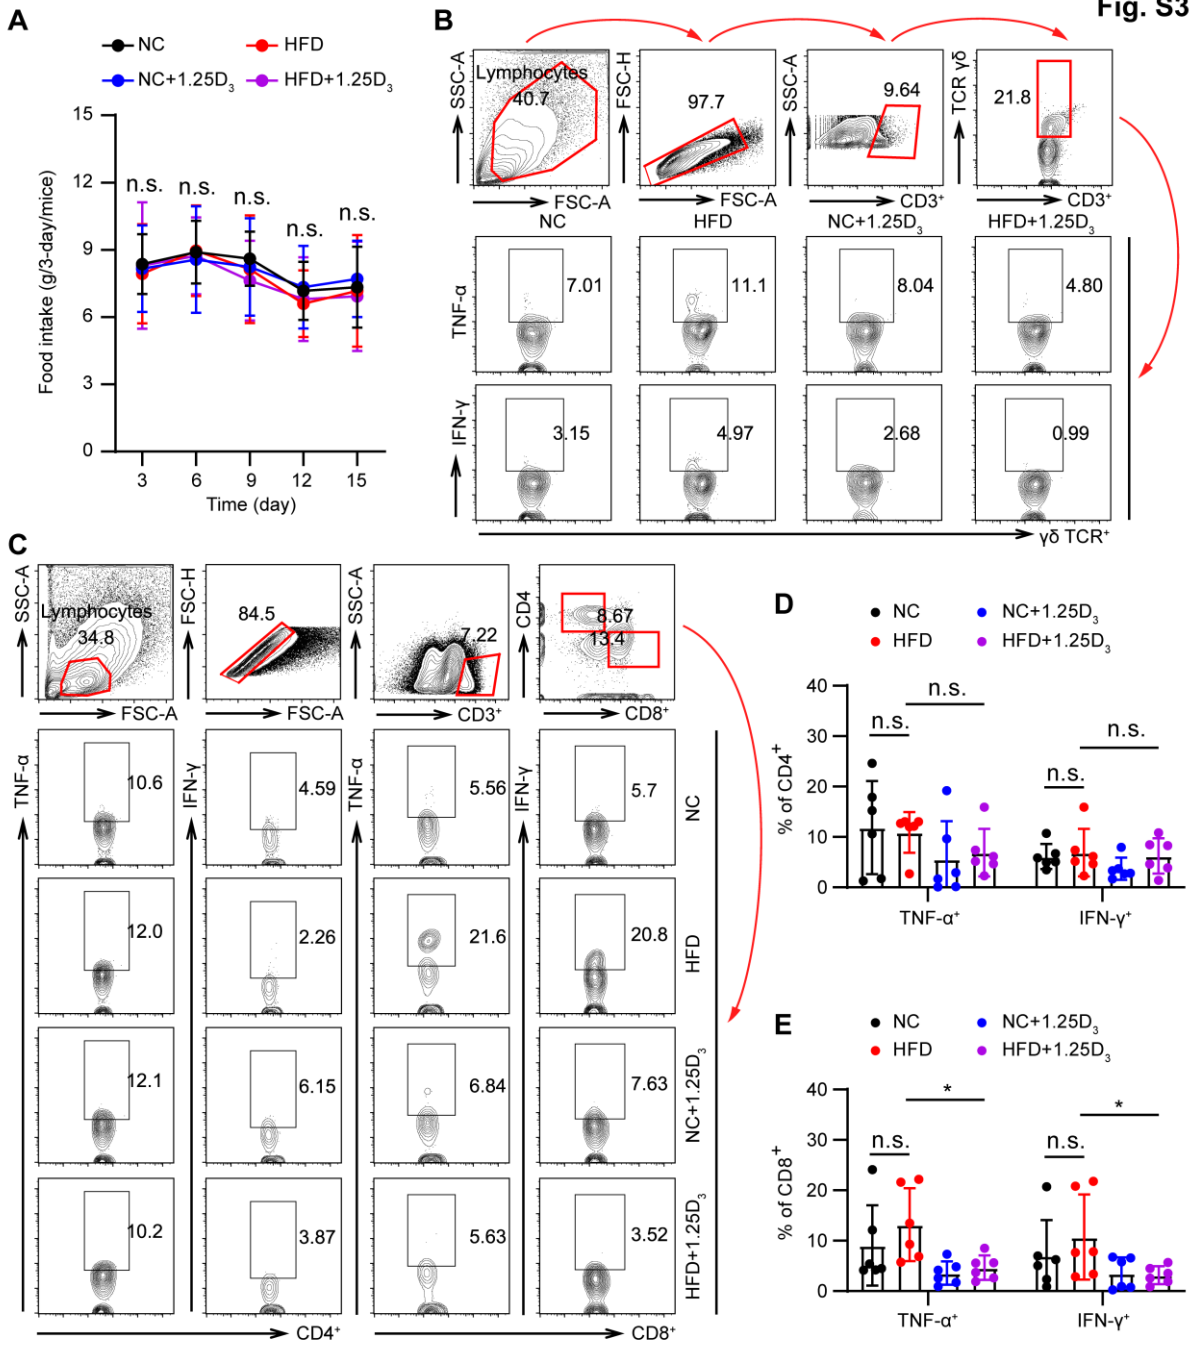 Fig. S3
A
NC
HFD
NC+1.25D₃
HFD+1.25D₃
Food intake (g/3-day/mice)
15
12
9
6
3
0
n.s.
n.s.
n.s.
n.s.
n.s.
3 6 9 12 15
Time (day)
B
SSC-A
Lymphocytes
40.7
FSC-A
FSC-H
97.7
FSC-A
SSC-A
9.64
CD3⁺
TCR γδ
21.8
CD3⁺
NC HFD NC+1.25D₃ HFD+1.25D₃
TNF-α
7.01 11.1 8.04 4.80
IFN-γ
3.15 4.97 2.68 0.99
γδ TCR⁺
C
SSC-A
Lymphocytes
34.8
FSC-A
FSC-H
84.5
FSC-A
SSC-A
7.22
CD3⁺
CD4
8.67
13.4
CD8⁺
TNF-α IFN-γ TNF-α IFN-γ
10.6 4.59 5.56 5.7 NC
12.0 2.26 21.6 20.8 HFD
12.1 6.15 6.84 7.63 NC+1.25D₃
10.2 3.87 5.63 3.52 HFD+1.25D₃
CD4⁺ CD8⁺
D
NC
NC+1.25D₃
HFD
HFD+1.25D₃
% of CD4⁺
40
30
20
10
0
n.s.
n.s.
n.s.
n.s.
TNF-α⁺ IFN-γ⁺
E
NC
NC+1.25D₃
HFD
HFD+1.25D₃
% of CD8⁺
40
30
20
10
0
n.s.
*
n.s.
*
TNF-α⁺ IFN-γ⁺